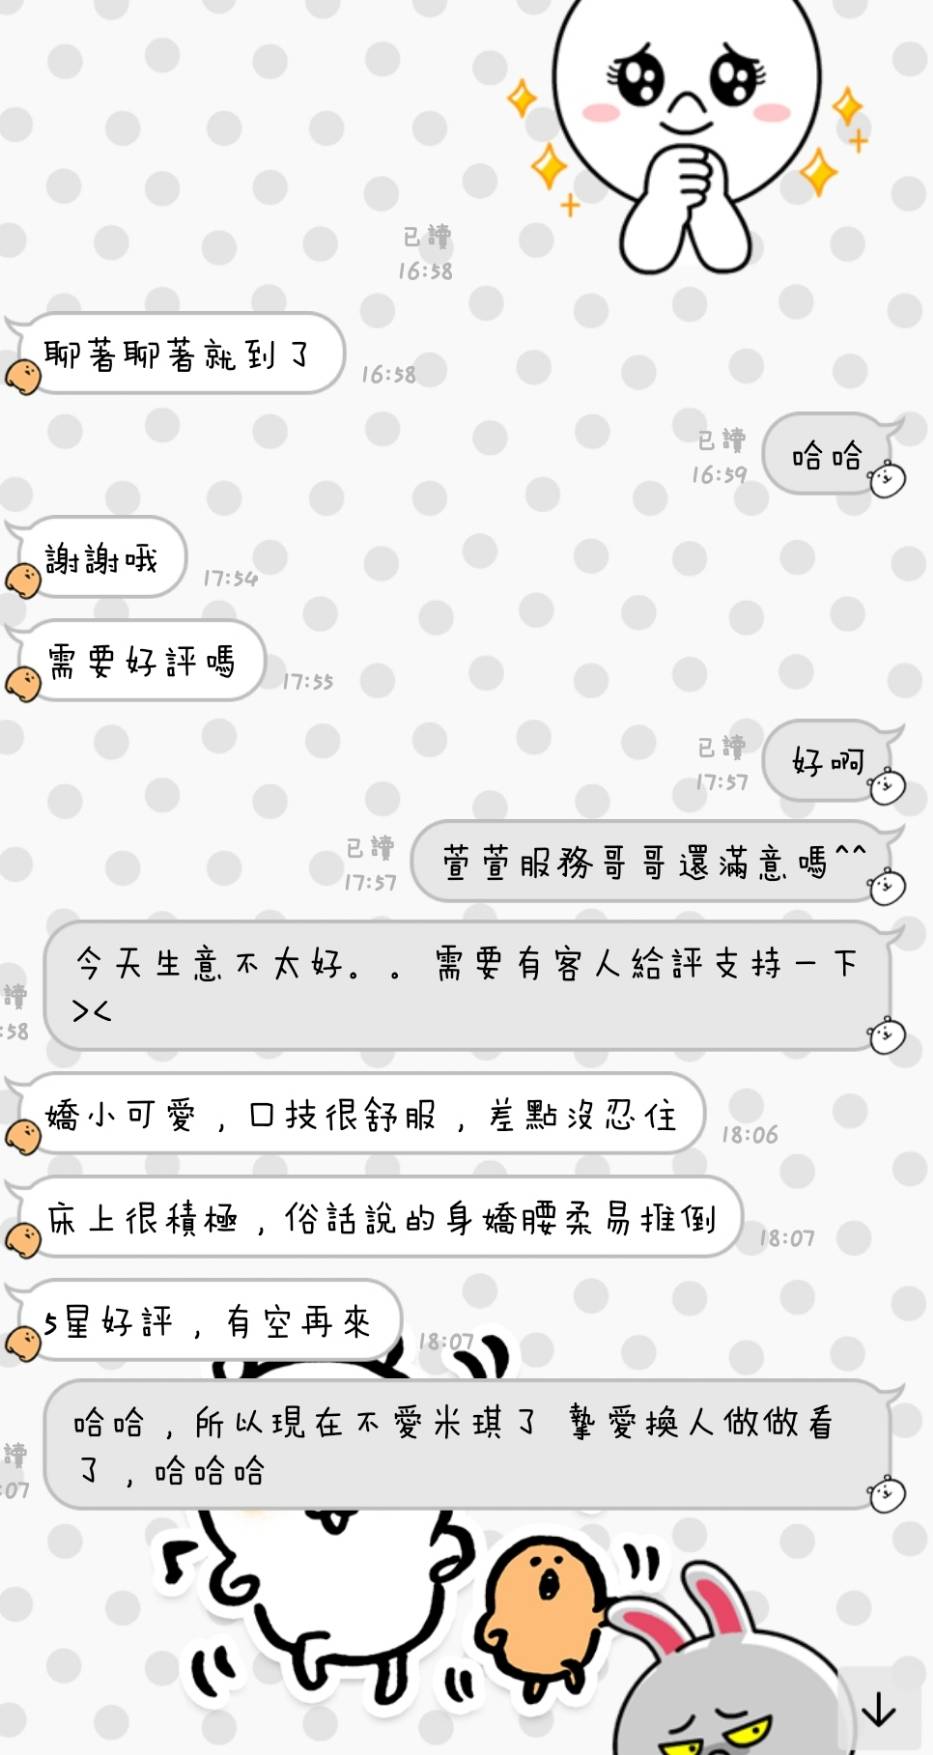 已讀
16:58
聊著聊著就到了
16:58
已讀
16:59
哈哈
謝謝哦
17:54
需要好評嗎
17:55
已讀
17:57
好啊
已讀
17:57
萱萱服務哥哥還滿意嗎^^
今天生意不太好。。需要有客人給評支持一下
><
讀
:58
嬌小可愛，口技很舒服，差點沒忍住
18:06
床上很積極，俗話說的身嬌腰柔易推倒
18:07
5星好評，有空再來
18:07
哈哈，所以現在不愛米琪了 摯愛換人做做看
了，哈哈哈
讀
:07